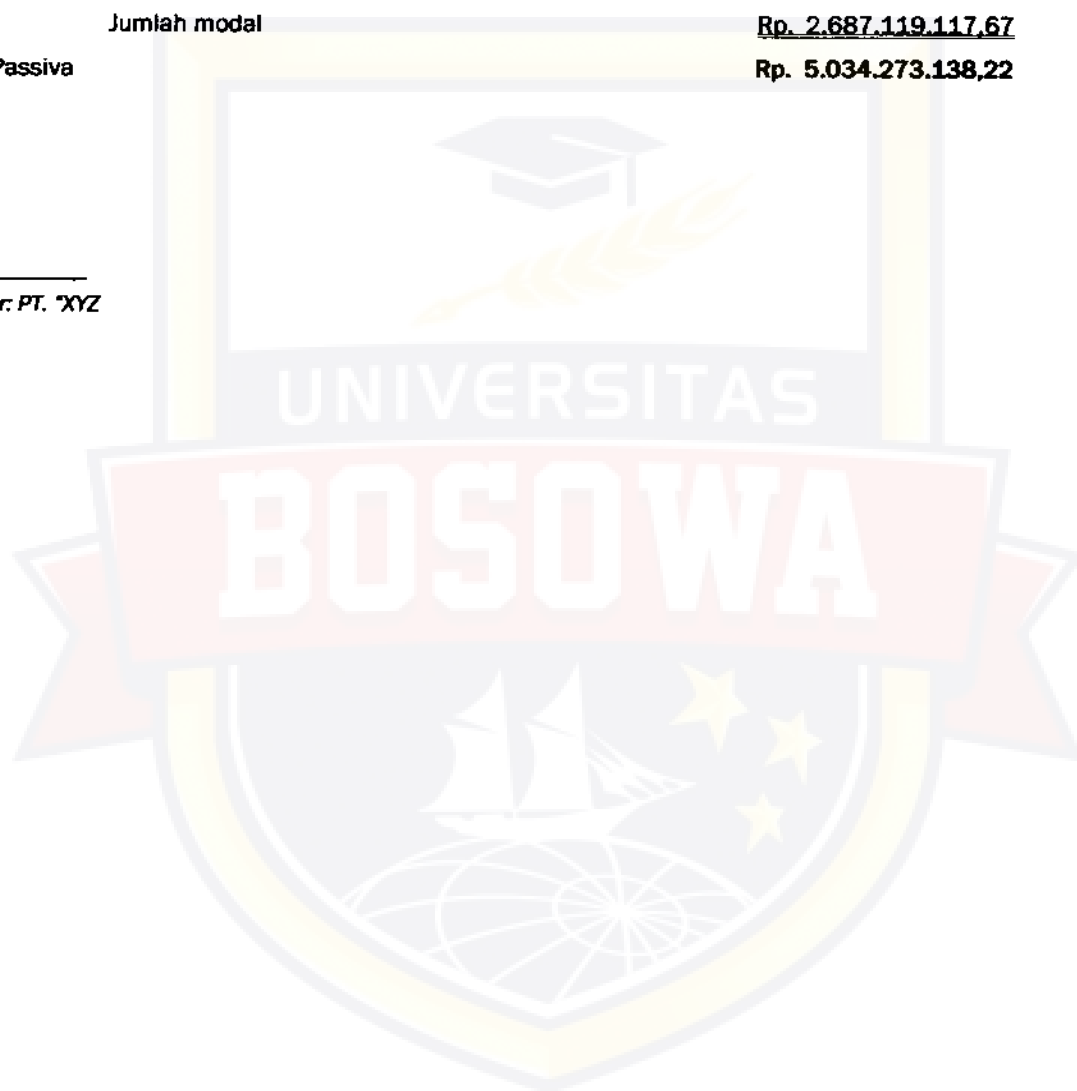 Jumlah modal Rp. 2.687.119.117,67
Passiva Rp. 5.034.273.138,22
r: PT. "XYZ
UNIVERSITAS
BOSOWA